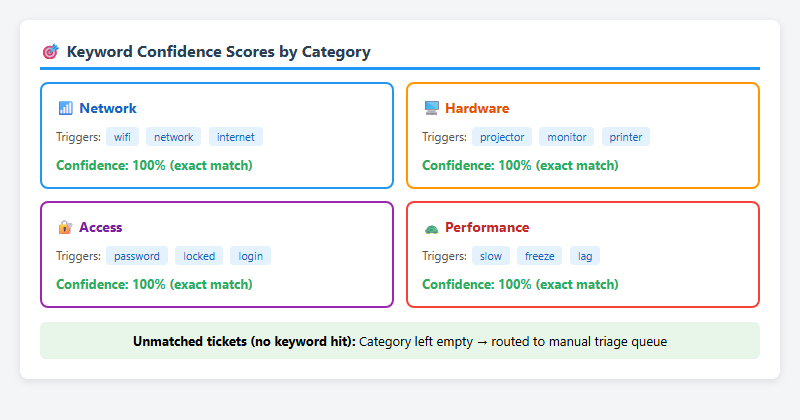 Keyword Confidence Scores by Category
Network
Triggers: wifi network internet
Confidence: 100% (exact match)
Hardware
Triggers: projector monitor printer
Confidence: 100% (exact match)
Access
Triggers: password locked login
Confidence: 100% (exact match)
Performance
Triggers: slow freeze lag
Confidence: 100% (exact match)
Unmatched tickets (no keyword hit): Category left empty → routed to manual triage queue